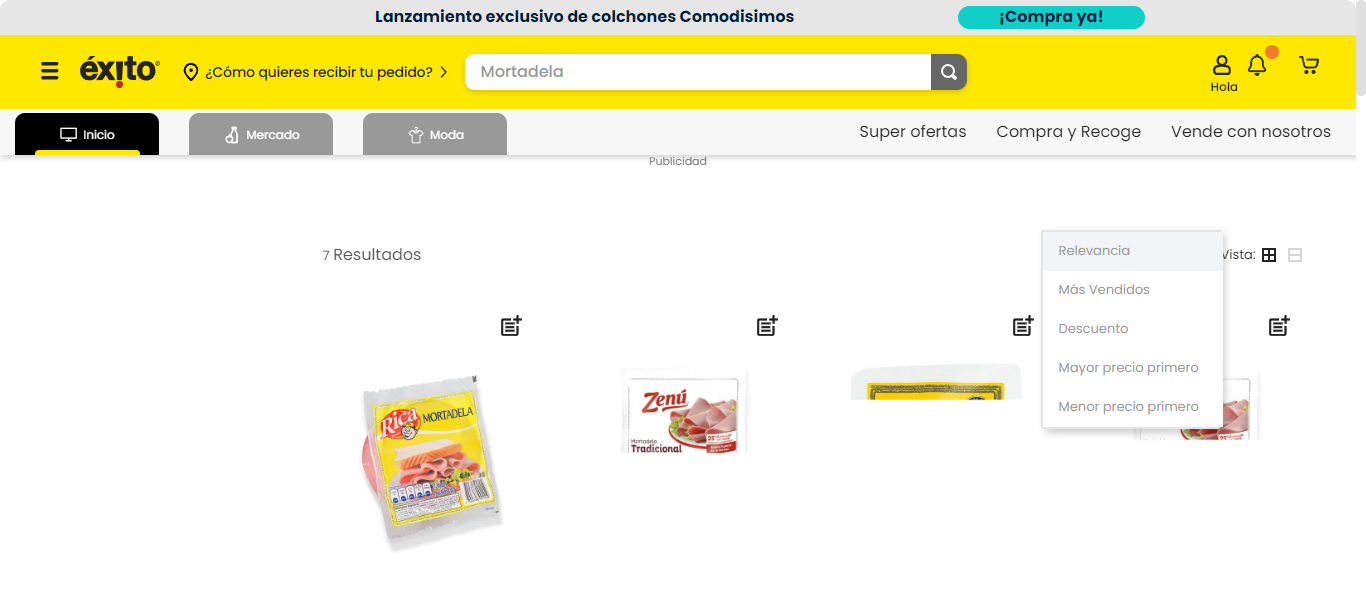 Lanzamiento exclusivo de colchones Comodisimos
¡Compra ya!
éxito
¿Cómo quieres recibir tu pedido?
Mortadela
Hola
Inicio
Mercado
Moda
Super ofertas
Compra y Recoge
Vende con nosotros
Publicidad
7 Resultados
Relevancia
Vista:
Más Vendidos
Descuento
Mayor precio primero
Menor precio primero
Rica
MORTADELA
Zenú
Mortadela
Tradicional
25%